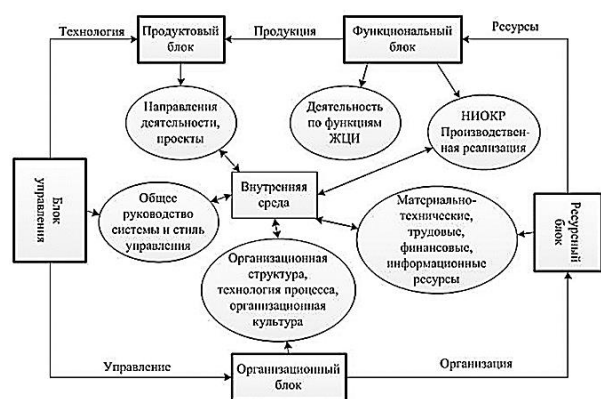 Технология
Продуктовый
блок
Продукция
Функциональный
блок
Ресурсы
Направления
деятельности,
проекты
Деятельность
по функциям
ЖЦИ
НИОКР
Производствен-
ная реализация
Блок
управления
Общее
руководство
системы и стиль
управления
Внутренняя
среда
Материально-
технические,
трудовые,
финансовые,
информационные
ресурсы
Ресурсный
блок
Организационная
структура,
технология процесса,
организационная
культура
Управление
Организационный
блок
Организация